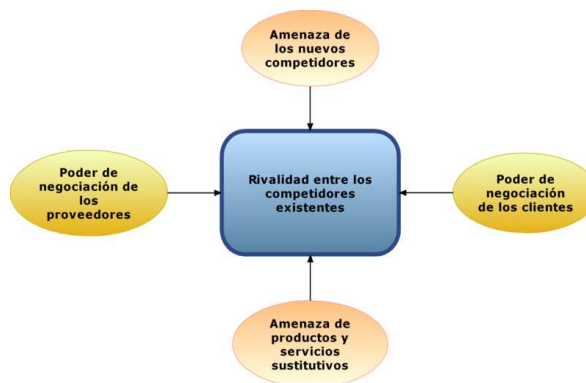 Amenaza de
los nuevos
competidores
Poder de
negociación de
los
proveedores
Rivalidad entre los
competidores
existentes
Poder de
negociación
de los clientes
Amenaza de
productos y
servicios
sustitutivos